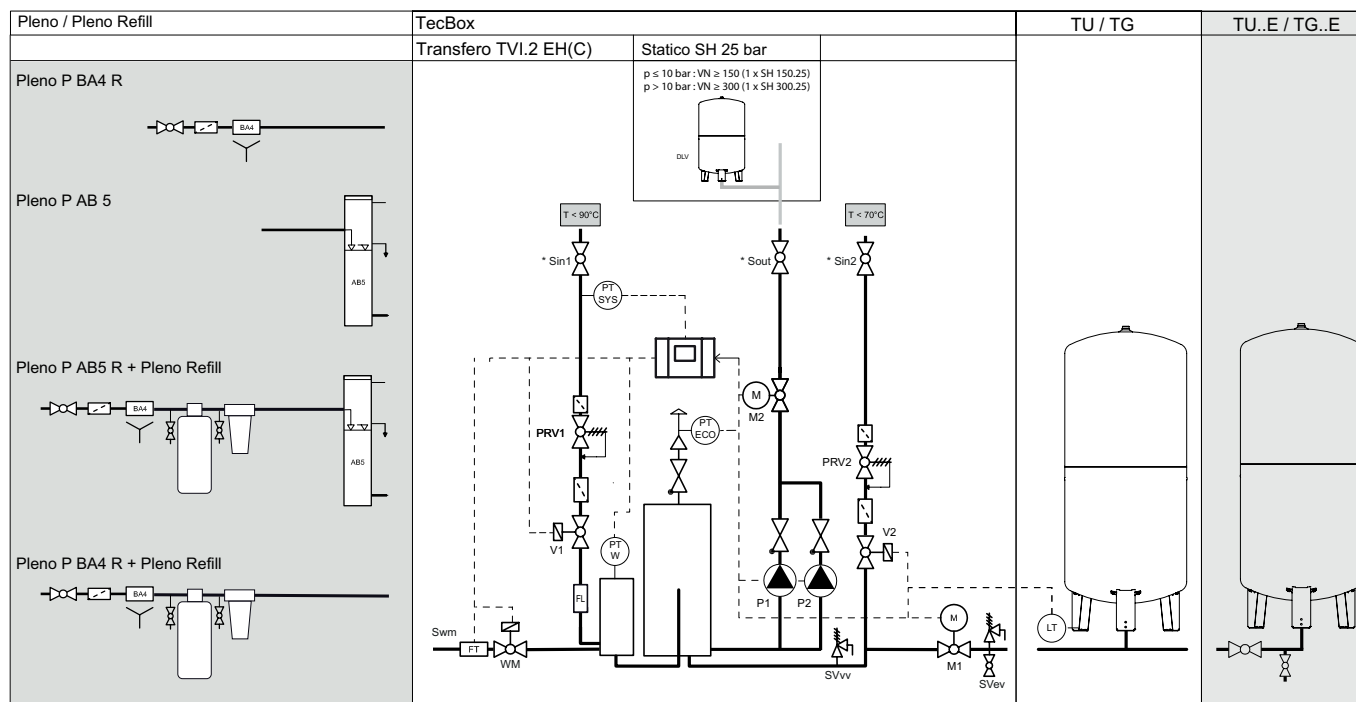 Pleno / Pleno Refill
TecBox
TU / TG
TU..E / TG..E
Transfero TVI.2 EH(C)
Statico SH 25 bar
Pleno P BA4 R
BA4
Pleno P AB 5
AB5
Pleno P AB5 R + Pleno Refill
BA4
AB5
Pleno P BA4 R + Pleno Refill
BA4
p ≤ 10 bar : VN ≥ 150 (1 x SH 150.25)
p > 10 bar : VN ≥ 300 (1 x SH 300.25)
DLV
T < 90°C
T < 70°C
* Sin1
* Sout
* Sin2
PT
SYS
M
M2
PRV1
PT
ECO
PRV2
V1
PT
W
V2
FL
P1
P2
M
LT
Swm
FT
WM
SVvv
M1
SVev